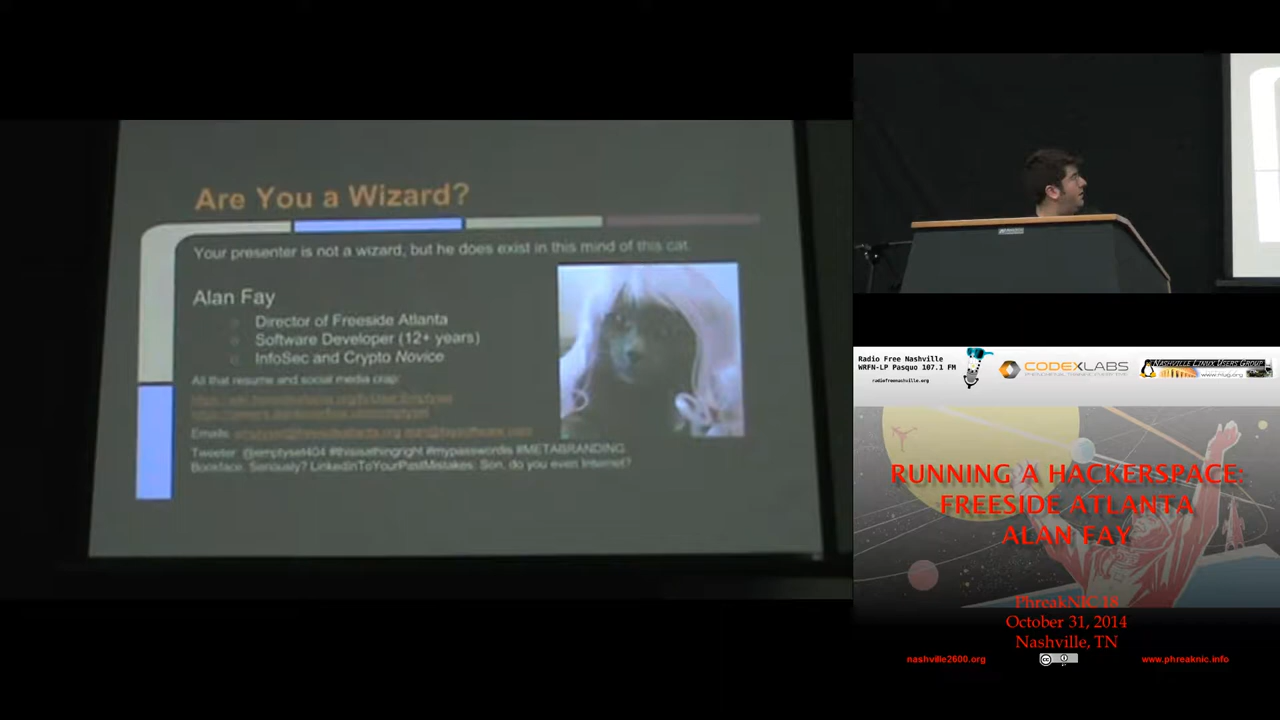 Are You a Wizard?
Your presenter is not a wizard, but he does exist in this mind of this cat.
Alan Fay
Director of Freeside Atlanta
Software Developer (12+ years)
InfoSec and Crypto Novice
All that resume and social media crap:
Emails:
Tweeter: @emptyset404 #thisisathingright #mypasswordis #METABRANDING
Bookface: Seriously? LinkedInToYourPastMistakes: Son, do you even Internet?
Radio Free Nashville
WRFN-LP Pasquo 107.1 FM
radiofreenashville.org
CODEXLABS
NASHVILLE LINUX USERS GROUP
www.nlug.org
RUNNING A HACKERSPACE:
FREESIDE ATLANTA
ALAN FAY
PhreakNIC 18
October 31, 2014
Nashville, TN
nashville2600.org
cc
www.phreaknic.info